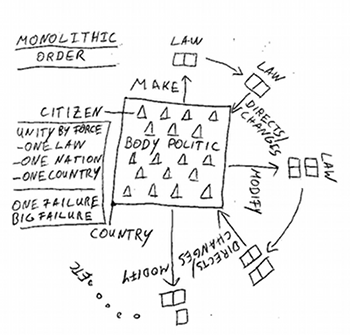 MONOLITHIC
ORDER
LAW
LAW
MAKE
DIRECTS/
CHANGES
CITIZEN
UNITY BY FORCE
-ONE LAW
-ONE NATION
-ONE COUNTRY
ONE FAILURE
BIG FAILURE
BODY POLITIC
LAW
MODIFY
COUNTRY
DIRECTS/
CHANGES
MODIFY
ETC